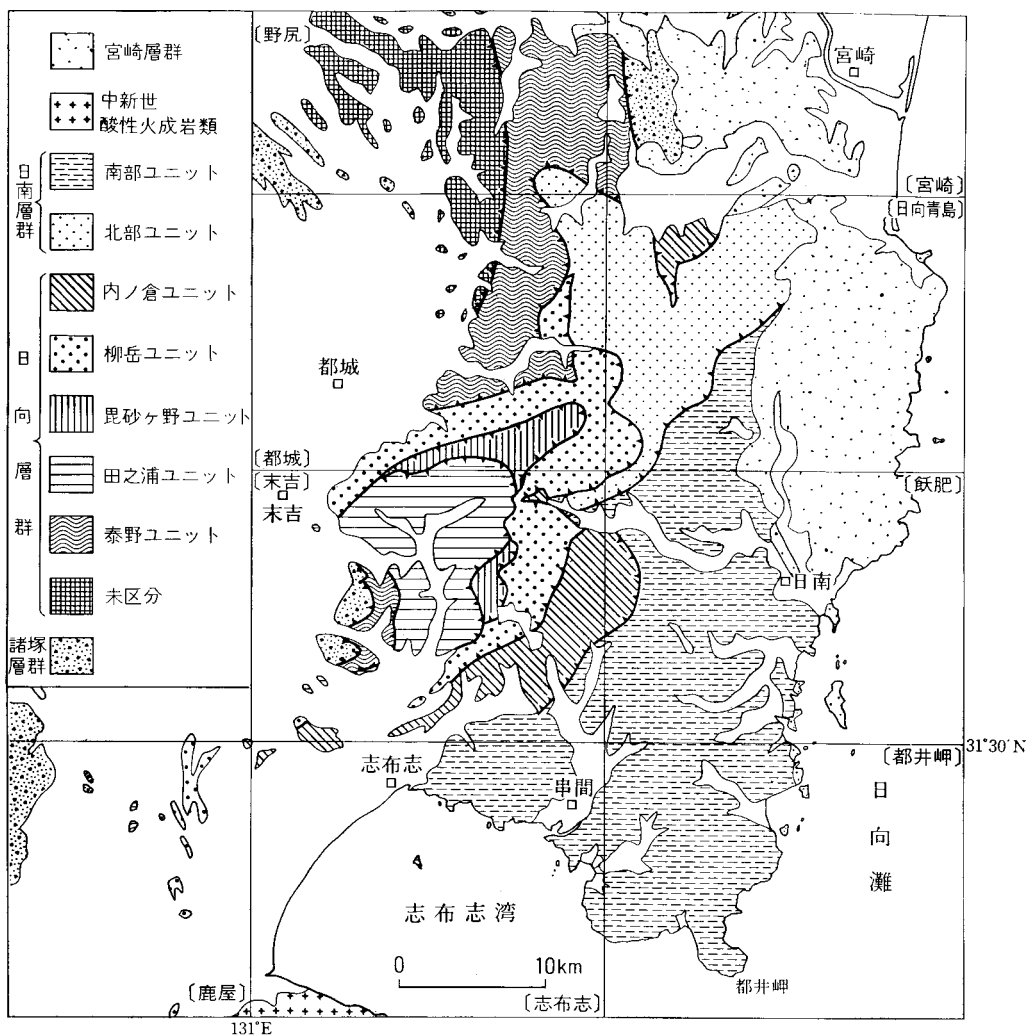 宮崎層群
中新世
酸性火成岩類
日南層群
南部ユニット
北部ユニット
日向層群
内ノ倉ユニット
柳岳ユニット
毘砂ヶ野ユニット
田之浦ユニット
泰野ユニット
未区分
諸塚
層群
〔野尻〕
宮崎
〔宮崎〕
〔日向青島〕
都城
〔都城〕
〔末吉〕
末吉
〔飫肥〕
日南
31°30′N
〔都井岬〕
志布志
串間
日向灘
志布志湾
0 10km
都井岬
〔鹿屋〕
〔志布志〕
131°E